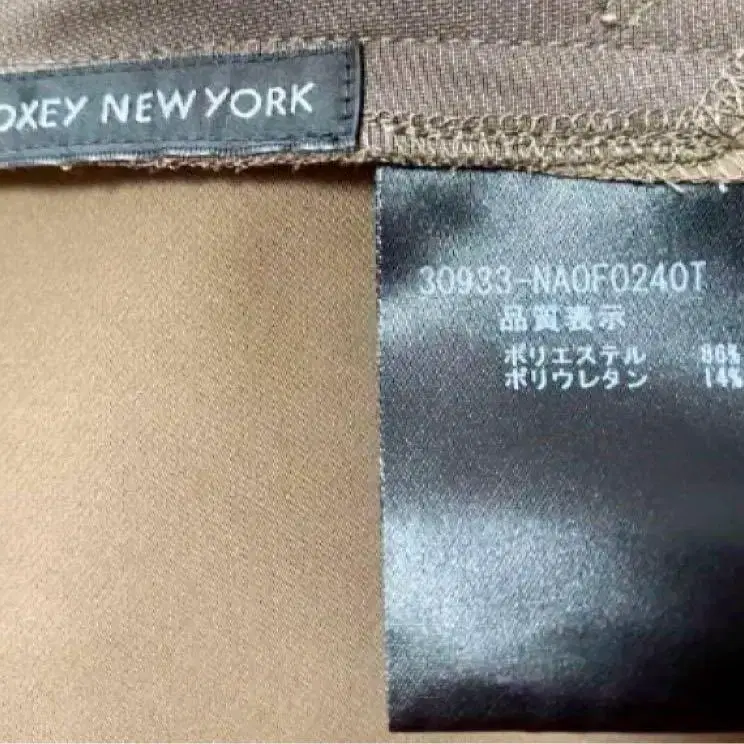 OXEY NEW YORK
30933-NA0F0240T
品質表示
ポリエステル 86%
ポリウレタン 14%